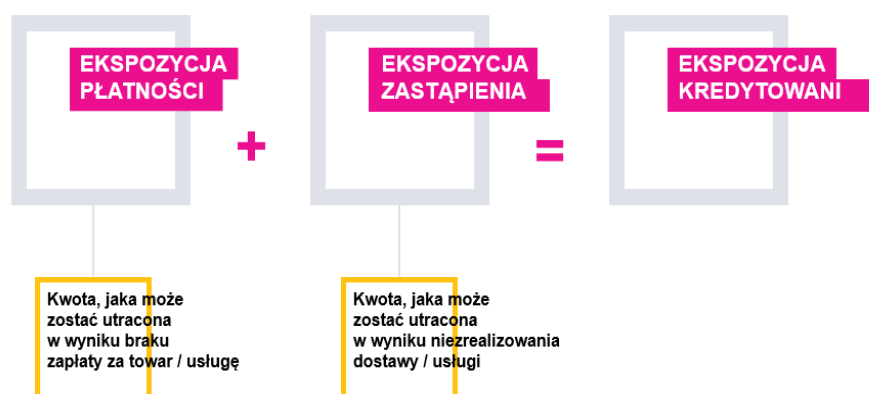 EKSPOZYCJA
PŁATNOŚCI
+
EKSPOZYCJA
ZASTĄPIENIA
=
EKSPOZYCJA
KREDYTOWANI
Kwota, jaka może
zostać utracona
w wyniku braku
zapłaty za towar / usługę
Kwota, jaka może
zostać utracona
w wyniku niezrealizowania
dostawy / usługi